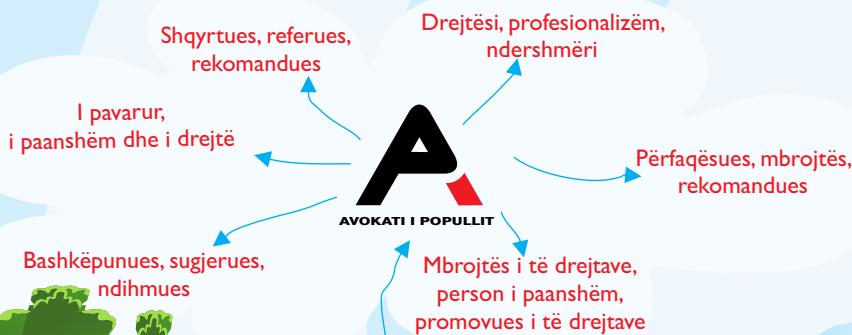 Shqyrtues, referues,
rekomandues
Drejtësi, profesionalizëm,
ndershmëri
I pavarur,
i paanshëm dhe i drejtë
Përfaqësues, mbrojtës,
rekomandues
AVOKATI I POPULLIT
Bashkëpunues, sugjerues,
ndihmues
Mbrojtës i të drejtave,
person i paanshëm,
promovues i të drejtave